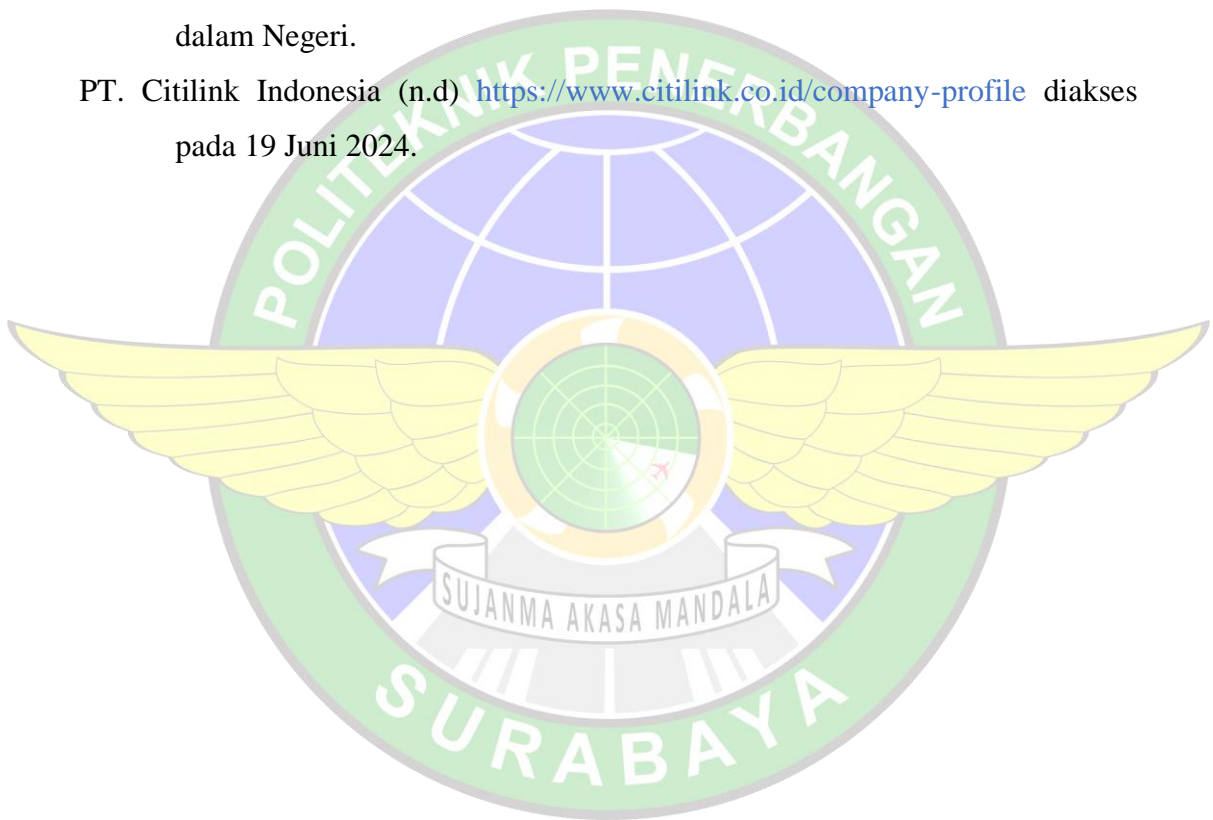 dalam Negeri.
PT. Citilink Indonesia (n.d) https://www.citilink.co.id/company-profile diakses
pada 19 Juni 2024.
POLITEKNIK PENERBANGAN
SUJANMA AKASA MANDALA
SURABAYA